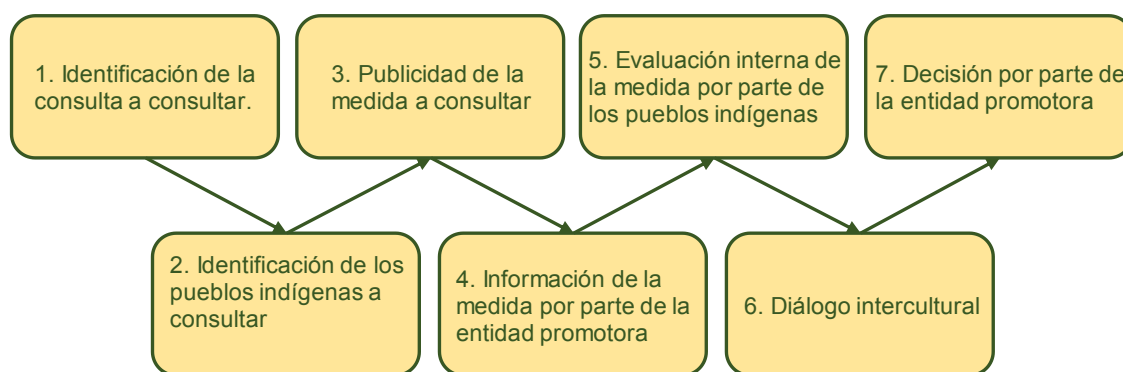 1. Identificación de la
consulta a consultar.
2. Identificación de los
pueblos indígenas a
consultar
3. Publicidad de la
medida a consultar
4. Información de la
medida por parte de la
entidad promotora
5. Evaluación interna de
la medida por parte de
los pueblos indígenas
6. Diálogo intercultural
7. Decisión por parte de
la entidad promotora